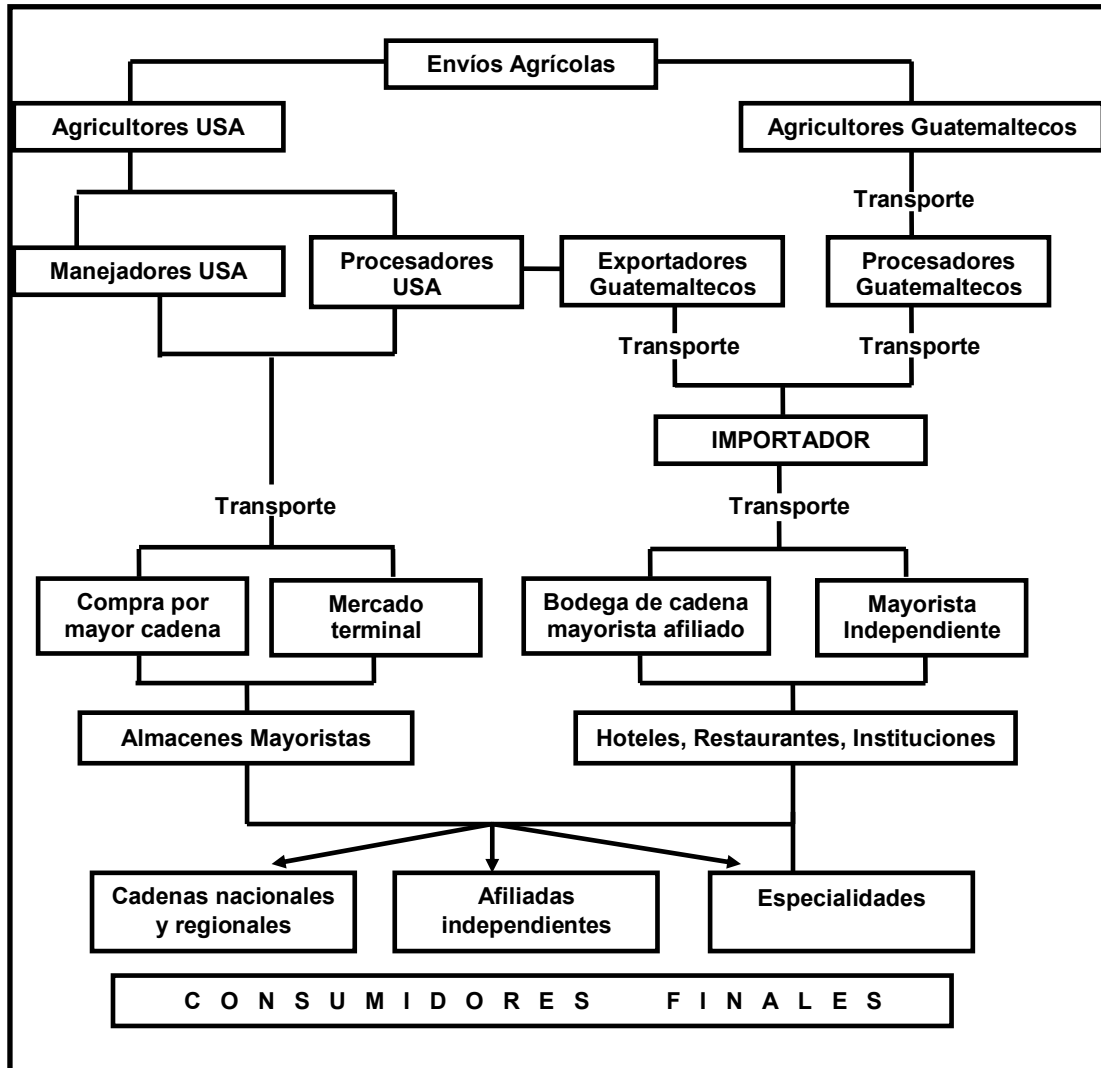 Envíos Agrícolas
Agricultores USA
Agricultores Guatemaltecos
Transporte
Manejadores USA
Procesadores
USA
Exportadores
Guatemaltecos
Procesadores
Guatemaltecos
Transporte
Transporte
IMPORTADOR
Transporte
Transporte
Compra por
mayor cadena
Mercado
terminal
Bodega de cadena
mayorista afiliado
Mayorista
Independiente
Almacenes Mayoristas
Hoteles, Restaurantes, Instituciones
Cadenas nacionales
y regionales
Afiliadas
independientes
Especialidades
C O N S U M I D O R E S F I N A L E S